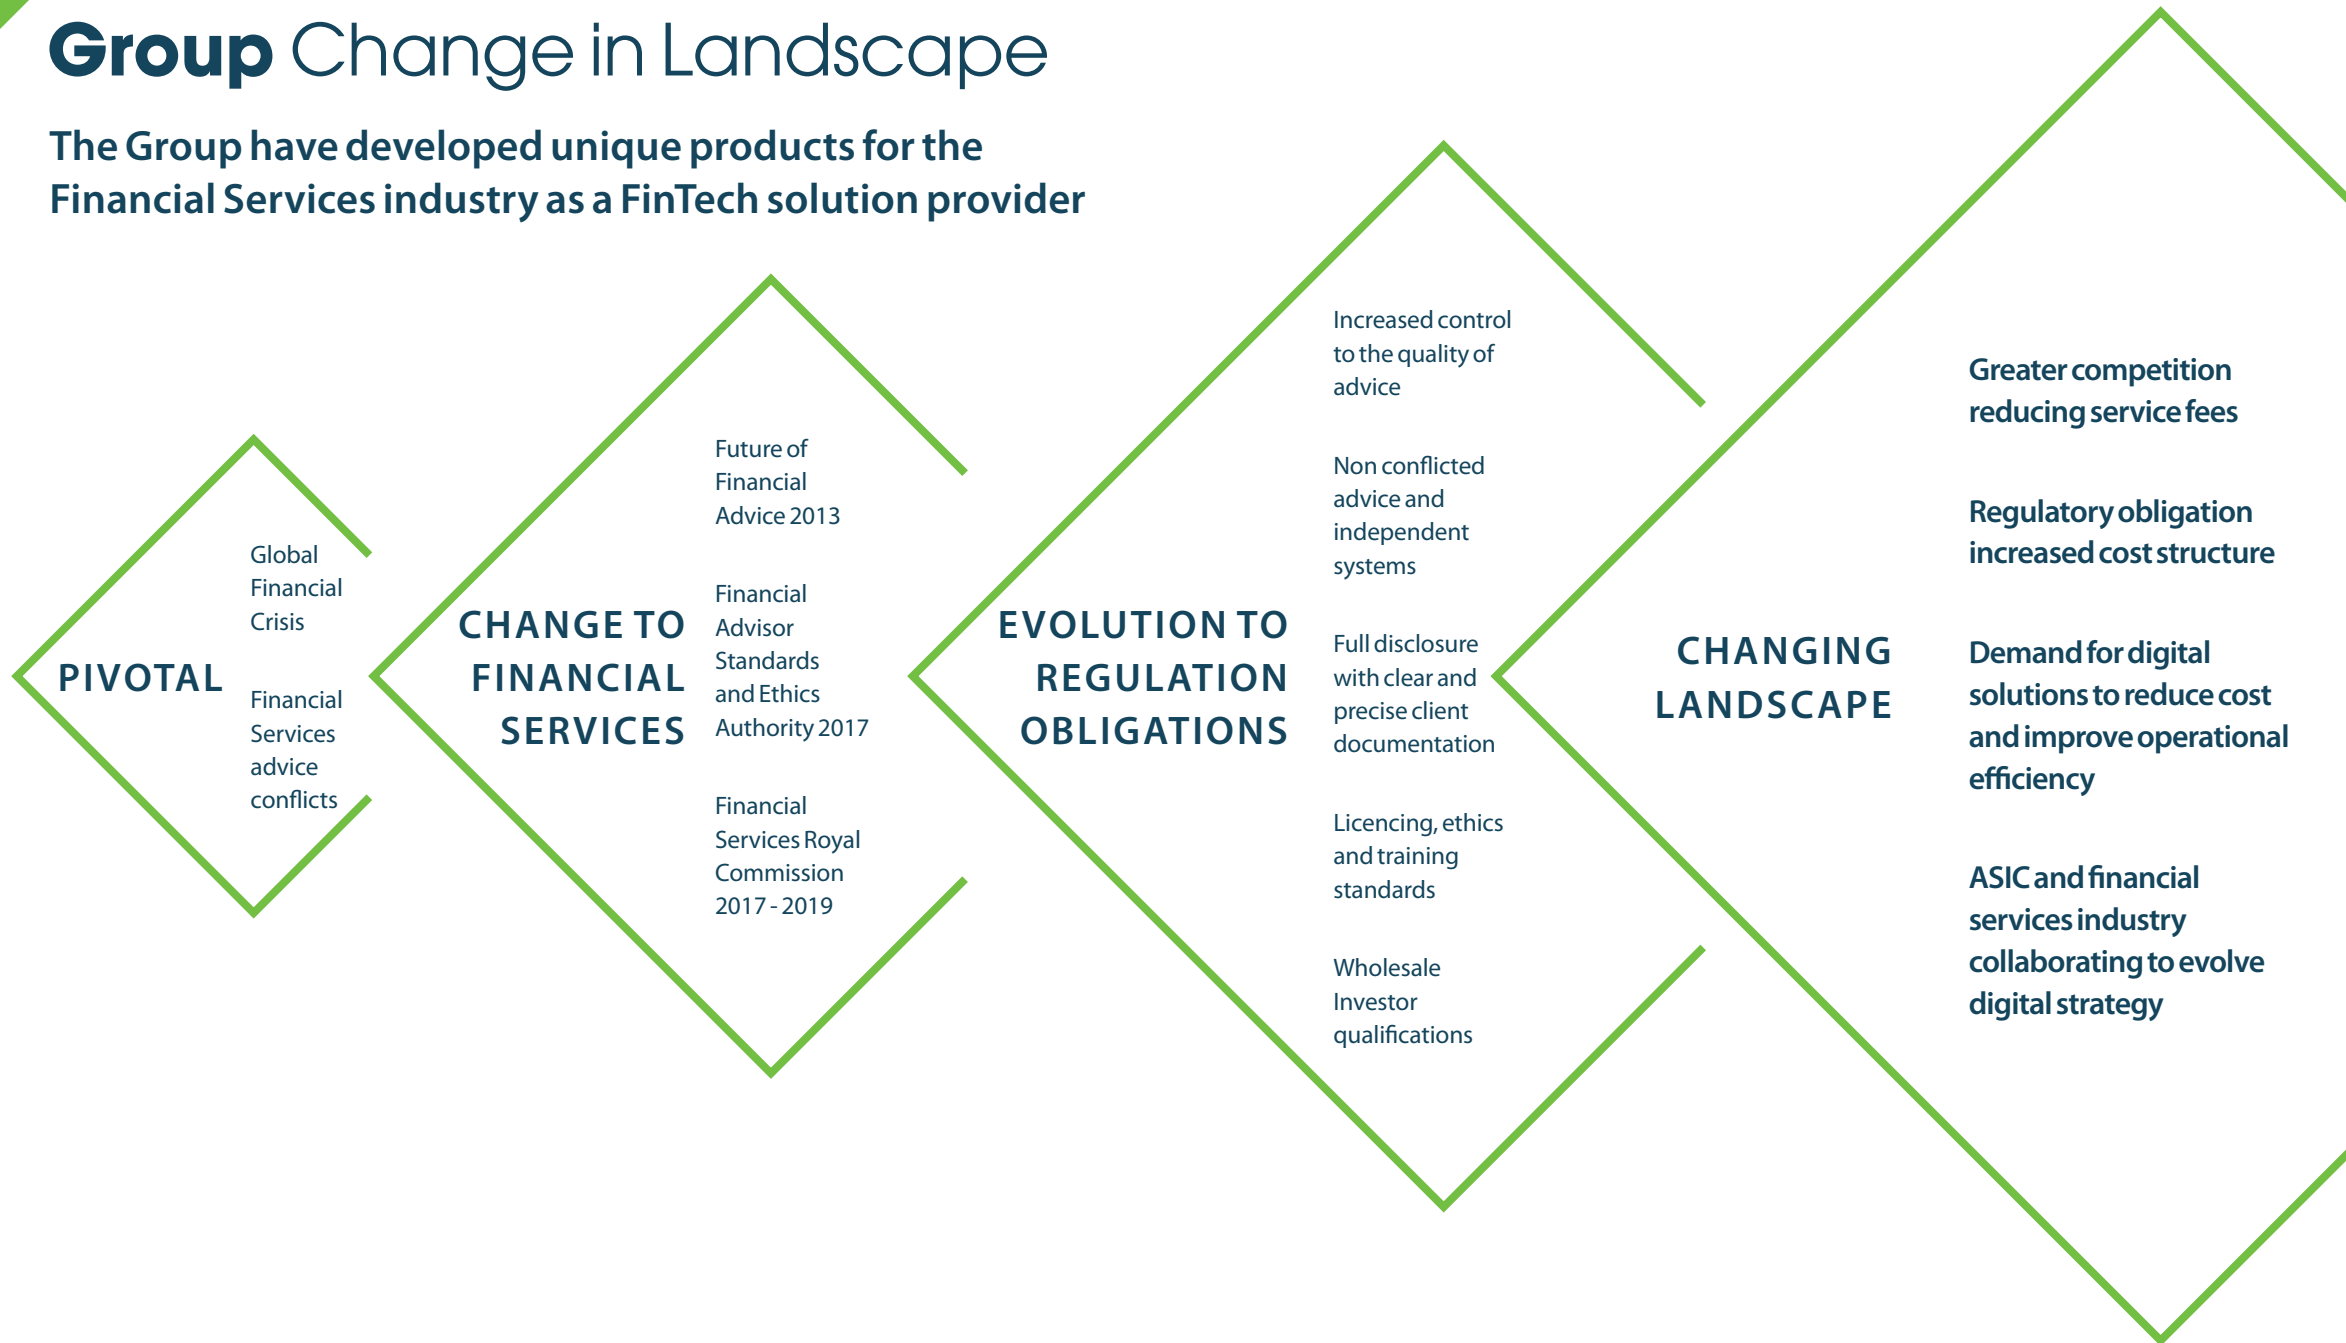 Group Change in Landscape
The Group have developed unique products for the
Financial Services industry as a FinTech solution provider
PIVOTAL
Global
Financial
Crisis
Financial
Services
advice
conflicts
CHANGE TO
FINANCIAL
SERVICES
Future of
Financial
Advice 2013
Financial
Advisor
Standards
and Ethics
Authority 2017
Financial
Services Royal
Commission
2017 - 2019
EVOLUTION TO
REGULATION
OBLIGATIONS
Increased control
to the quality of
advice
Non conflicted
advice and
independent
systems
Full disclosure
with clear and
precise client
documentation
Licencing, ethics
and training
standards
Wholesale
Investor
qualifications
CHANGING
LANDSCAPE
Greater competition
reducing service fees
Regulatory obligation
increased cost structure
Demand for digital
solutions to reduce cost
and improve operational
efficiency
ASIC and financial
services industry
collaborating to evolve
digital strategy